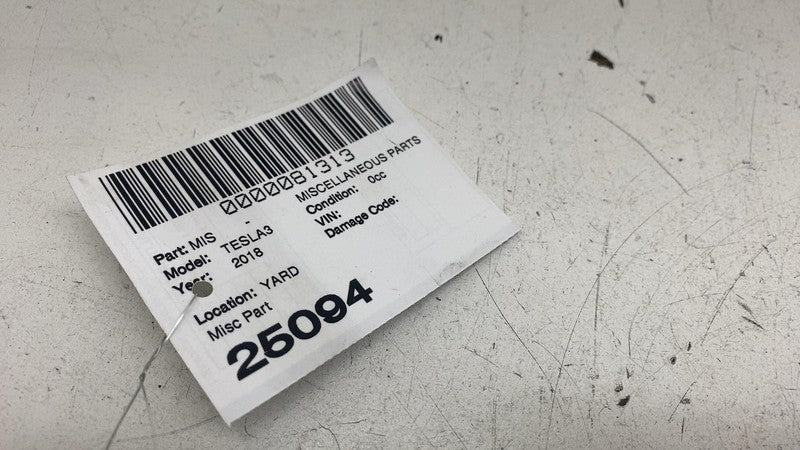 0000081313
Part: MIS - MISCELLANEOUS PARTS
Model: TESLA3 Condition: 0cc
Year: 2018 VIN:
Damage Code:
Location: YARD
Misc Part
25094